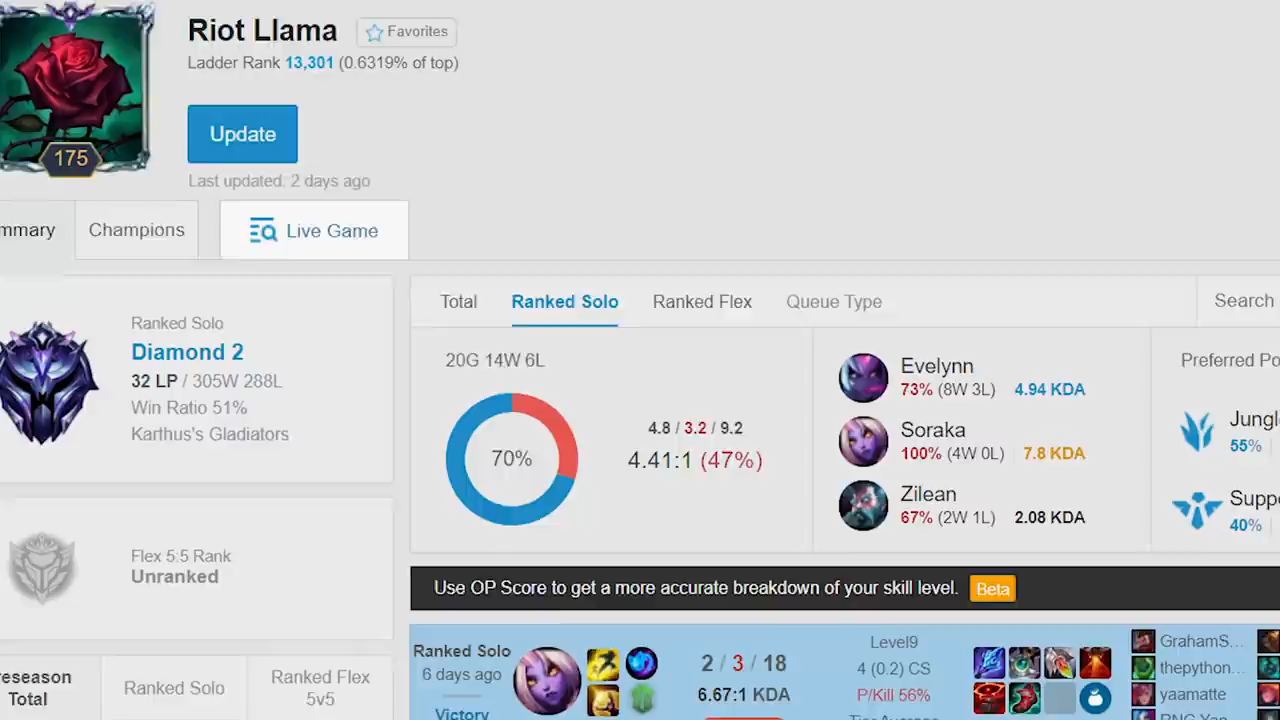 Riot Llama
Favorites
Ladder Rank 13,301 (0.6319% of top)
Update
175
Last updated: 2 days ago
mmary
Champions
Live Game
Ranked Solo
Diamond 2
32 LP / 305W 288L
Win Ratio 51%
Karthus's Gladiators
Flex 5:5 Rank
Unranked
reseason
Total
Ranked Solo
Ranked Flex
5v5
Total
Ranked Solo
Ranked Flex
Queue Type
Search
20G 14W 6L
70%
4.8 / 3.2 / 9.2
4.41:1 (47%)
Evelynn
73% (8W 3L) 4.94 KDA
Soraka
100% (4W 0L) 7.8 KDA
Zilean
67% (2W 1L) 2.08 KDA
Preferred Po
Jungl
55%
Suppo
40%
Use OP Score to get a more accurate breakdown of your skill level. Beta
Ranked Solo
6 days ago
Victory
2 / 3 / 18
6.67:1 KDA
Level9
4 (0.2) CS
P/Kill 56%
GrahamS...
thepython...
yaamatte